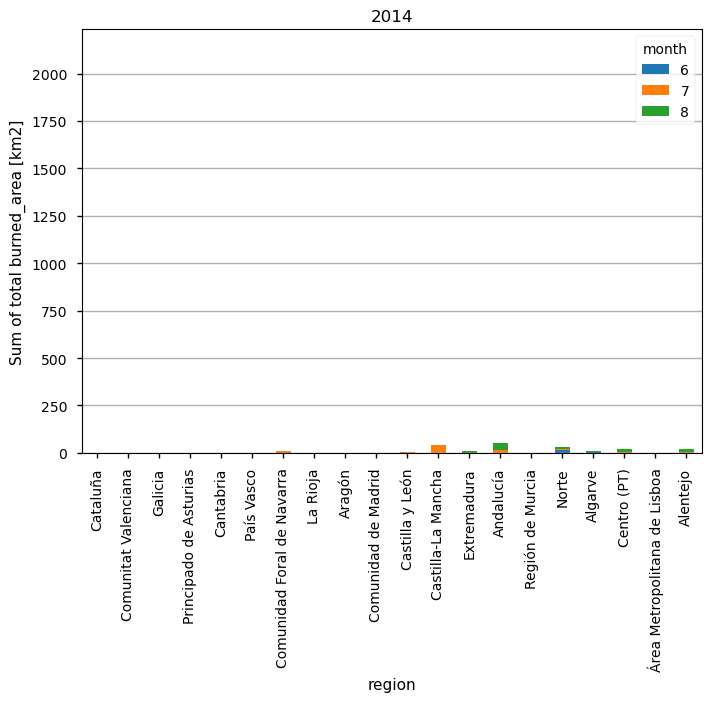 2014
month
6
7
8
Sum of total burned_area [km2]
2000
1750
1500
1250
1000
750
500
250
0
Cataluña
Comunitat Valenciana
Galicia
Principado de Asturias
Cantabria
País Vasco
Comunidad Foral de Navarra
La Rioja
Aragón
Comunidad de Madrid
Castilla y León
Castilla-La Mancha
Extremadura
Andalucía
Región de Murcia
Norte
Algarve
Centro (PT)
Área Metropolitana de Lisboa
Alentejo
region